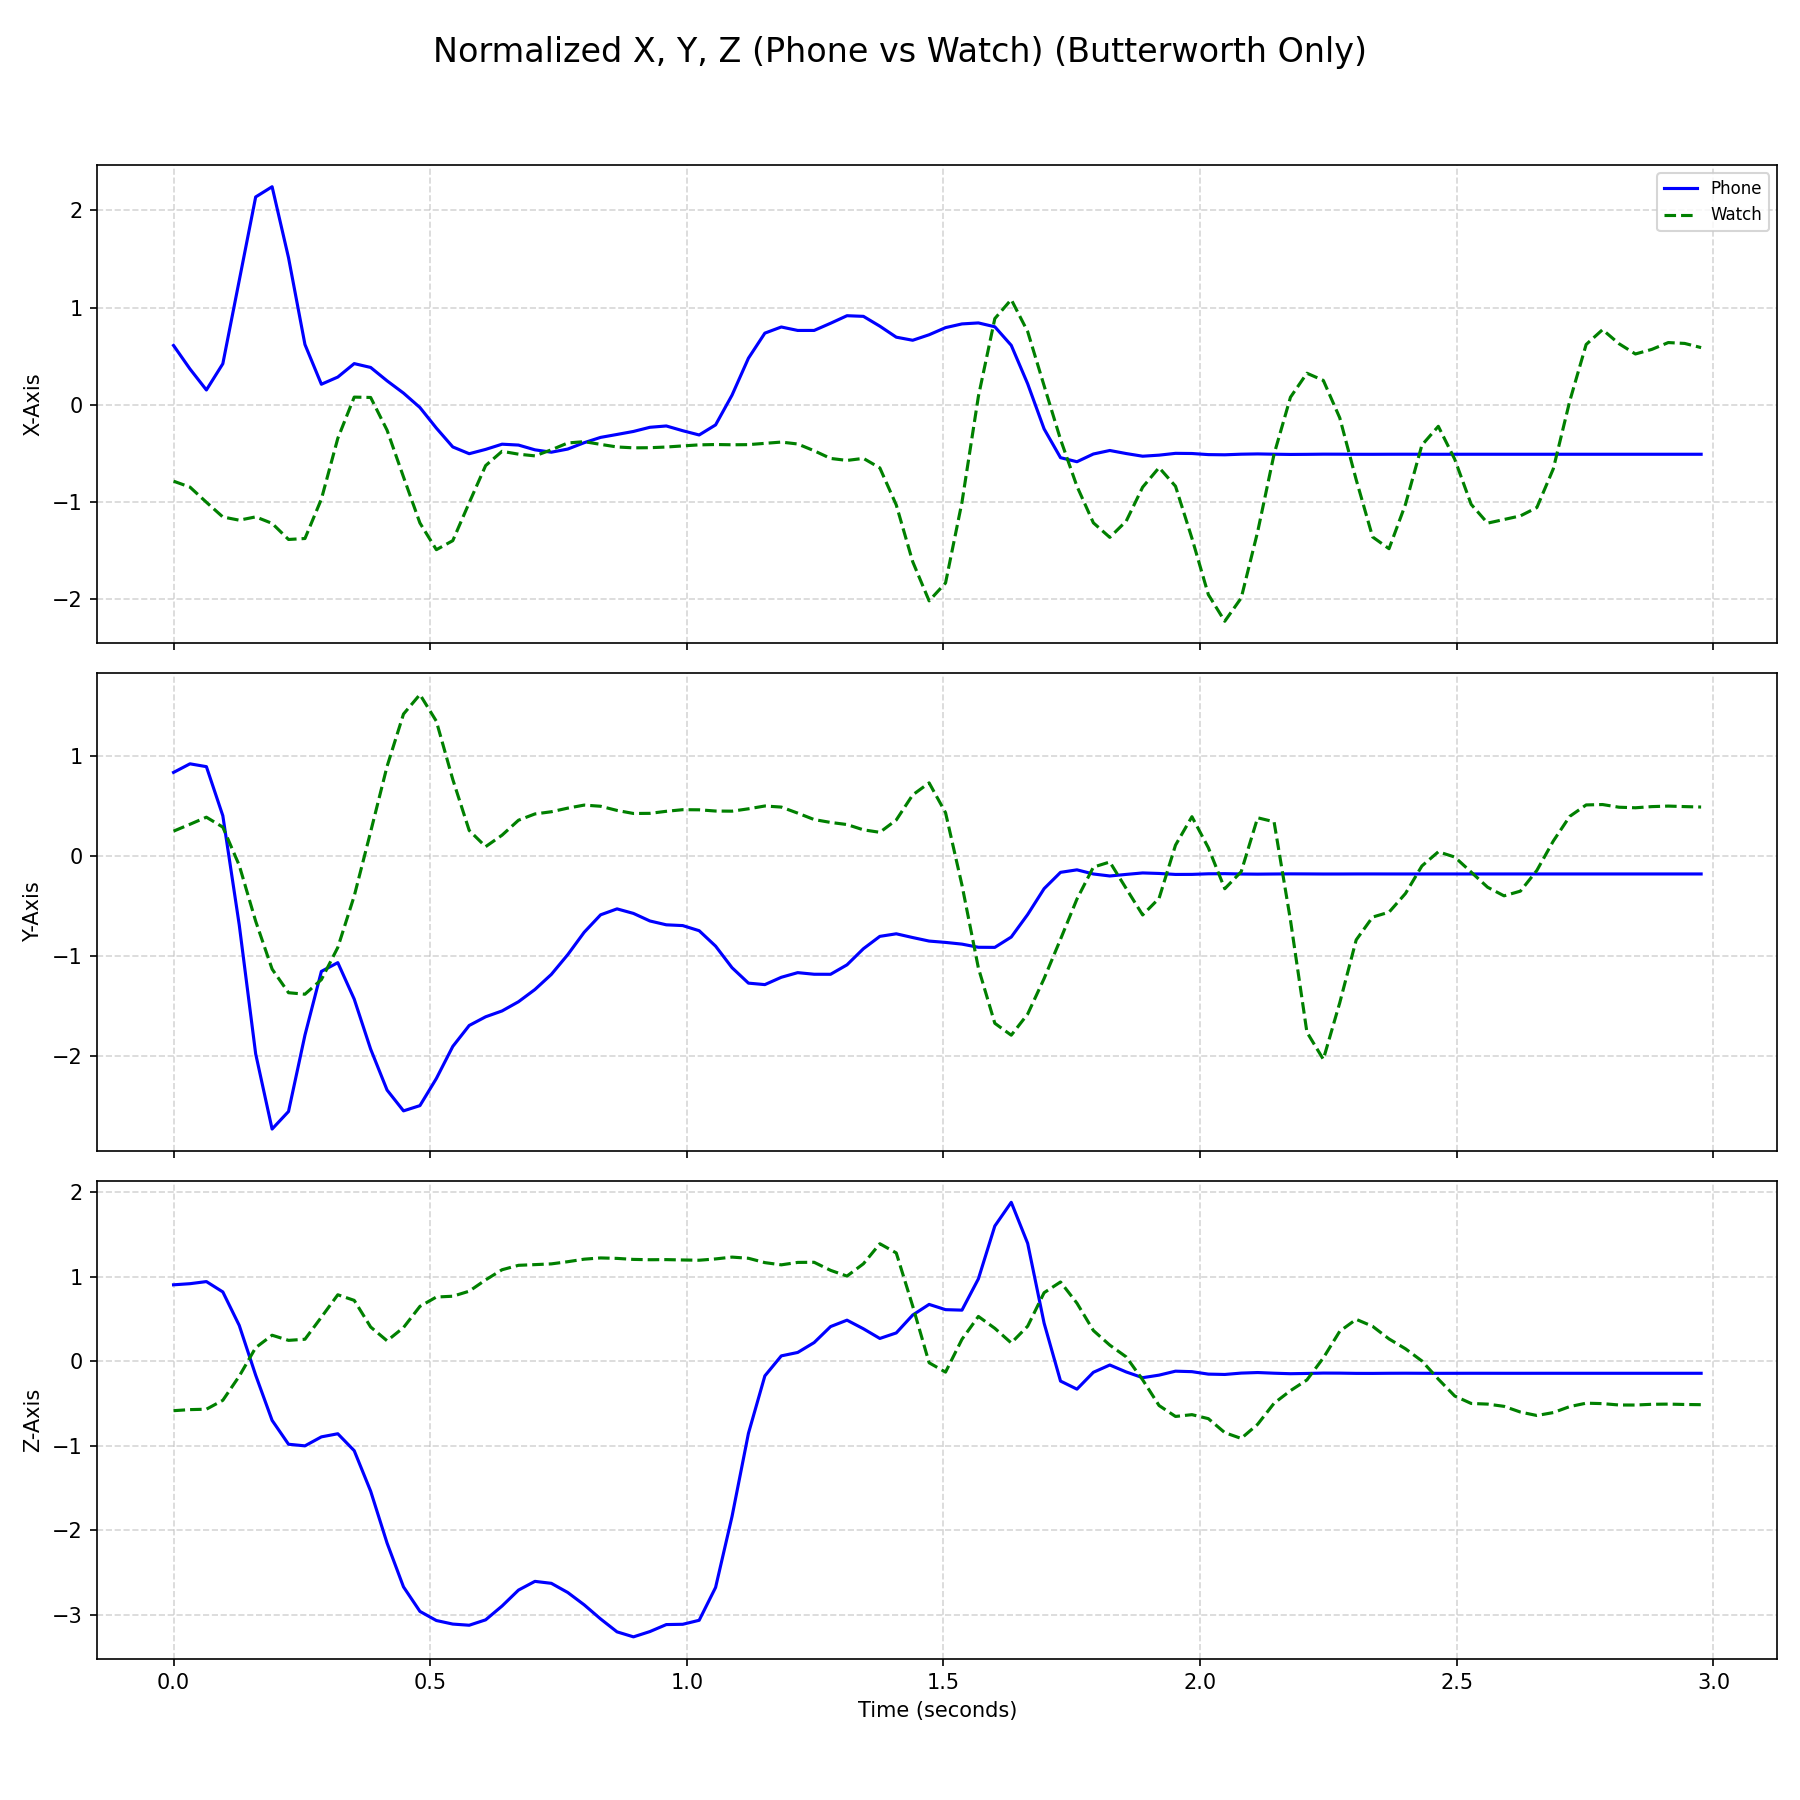 Normalized X, Y, Z (Phone vs Watch) (Butterworth Only)
Phone
Watch
2
1
0
−1
−2
X-Axis
1
0
−1
−2
Y-Axis
2
1
0
−1
−2
−3
Z-Axis
0.0 0.5 1.0 1.5 2.0 2.5 3.0
Time (seconds)